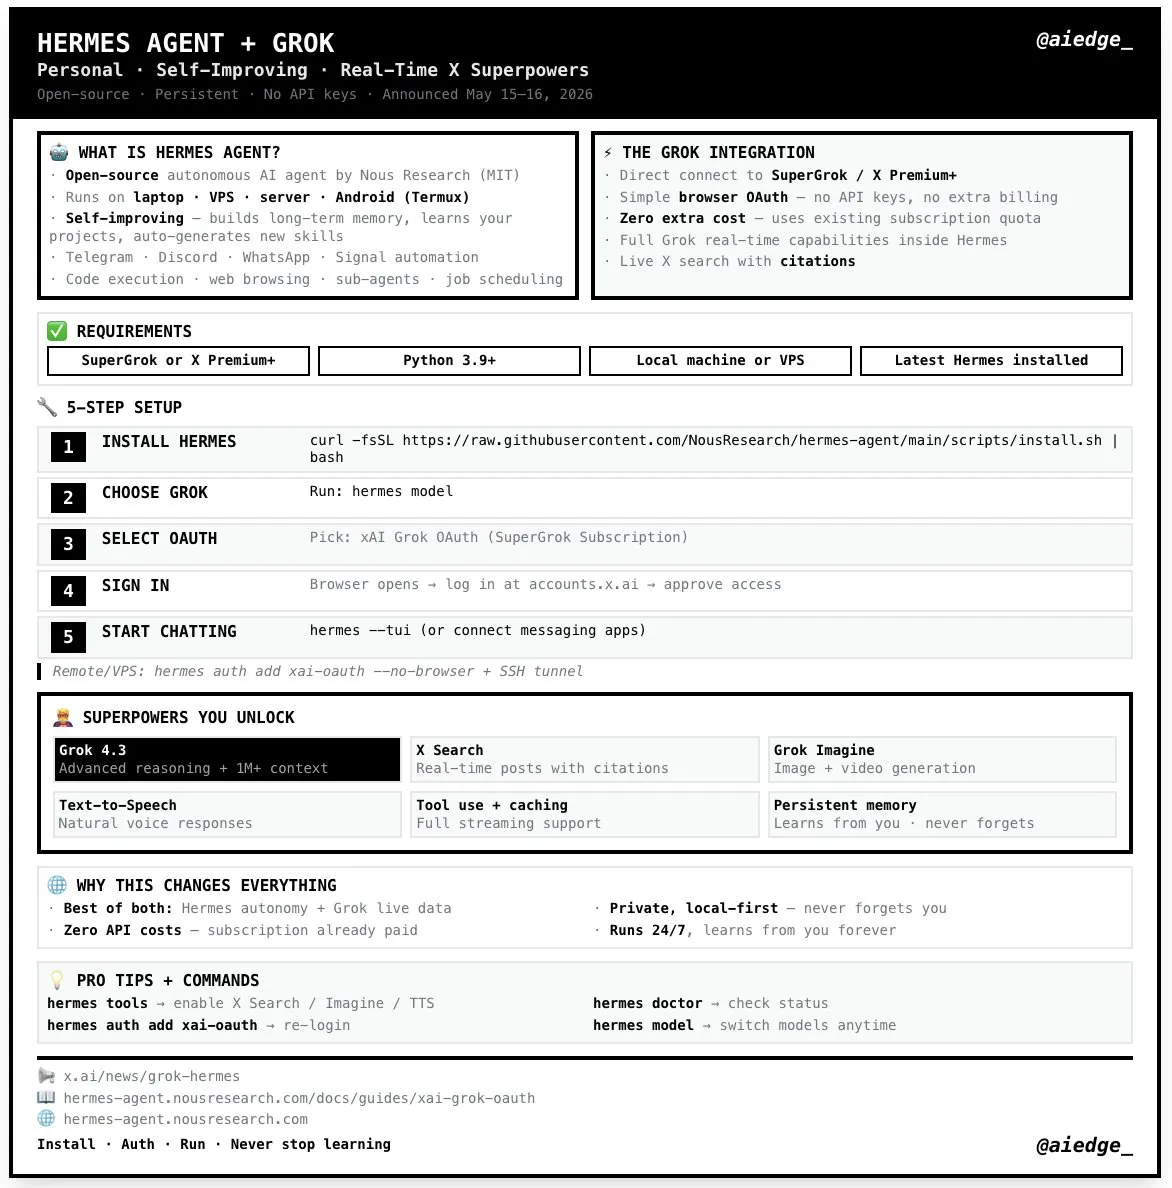 HERMES AGENT + GROK
@aiedge_
Personal · Self-Improving · Real-Time X Superpowers
Open-source · Persistent · No API keys · Announced May 15–16, 2026
🤖 WHAT IS HERMES AGENT?
· Open-source autonomous AI agent by Nous Research (MIT)
· Runs on laptop · VPS · server · Android (Termux)
· Self-improving — builds long-term memory, learns your
projects, auto-generates new skills
· Telegram · Discord · WhatsApp · Signal automation
· Code execution · web browsing · sub-agents · job scheduling
⚡ THE GROK INTEGRATION
· Direct connect to SuperGrok / X Premium+
· Simple browser OAuth — no API keys, no extra billing
· Zero extra cost — uses existing subscription quota
· Full Grok real-time capabilities inside Hermes
· Live X search with citations
✅ REQUIREMENTS
SuperGrok or X Premium+
Python 3.9+
Local machine or VPS
Latest Hermes installed
🔧 5-STEP SETUP
1 INSTALL HERMES
curl -fsSL https://raw.githubusercontent.com/NousResearch/hermes-agent/main/scripts/install.sh |
bash
2 CHOOSE GROK
Run: hermes model
3 SELECT OAUTH
Pick: xAI Grok OAuth (SuperGrok Subscription)
4 SIGN IN
Browser opens → log in at accounts.x.ai → approve access
5 START CHATTING
hermes --tui (or connect messaging apps)
Remote/VPS: hermes auth add xai-oauth --no-browser + SSH tunnel
🦸 SUPERPOWERS YOU UNLOCK
Grok 4.3
Advanced reasoning + 1M+ context
X Search
Real-time posts with citations
Grok Imagine
Image + video generation
Text-to-Speech
Natural voice responses
Tool use + caching
Full streaming support
Persistent memory
Learns from you · never forgets
🌐 WHY THIS CHANGES EVERYTHING
· Best of both: Hermes autonomy + Grok live data
· Private, local-first — never forgets you
· Zero API costs — subscription already paid
· Runs 24/7, learns from you forever
💡 PRO TIPS + COMMANDS
hermes tools → enable X Search / Imagine / TTS
hermes doctor → check status
hermes auth add xai-oauth → re-login
hermes model → switch models anytime
📣 x.ai/news/grok-hermes
📖 hermes-agent.nousresearch.com/docs/guides/xai-grok-oauth
🌐 hermes-agent.nousresearch.com
Install · Auth · Run · Never stop learning
@aiedge_